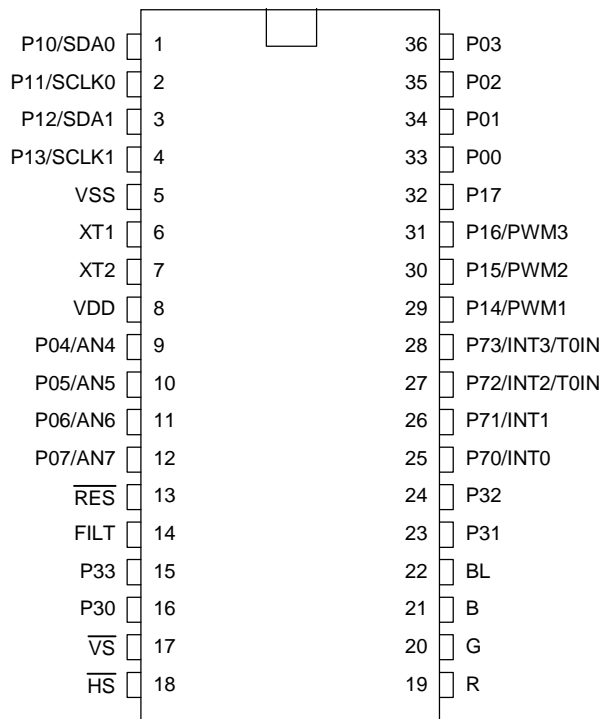 P10/SDA0 1 36 P03
P11/SCLK0 2 35 P02
P12/SDA1 3 34 P01
P13/SCLK1 4 33 P00
VSS 5 32 P17
XT1 6 31 P16/PWM3
XT2 7 30 P15/PWM2
VDD 8 29 P14/PWM1
P04/AN4 9 28 P73/INT3/T0IN
P05/AN5 10 27 P72/INT2/T0IN
P06/AN6 11 26 P71/INT1
P07/AN7 12 25 P70/INT0
R̅E̅S̅ 13 24 P32
FILT 14 23 P31
P33 15 22 BL
P30 16 21 B
V̅S̅ 17 20 G
H̅S̅ 18 19 R